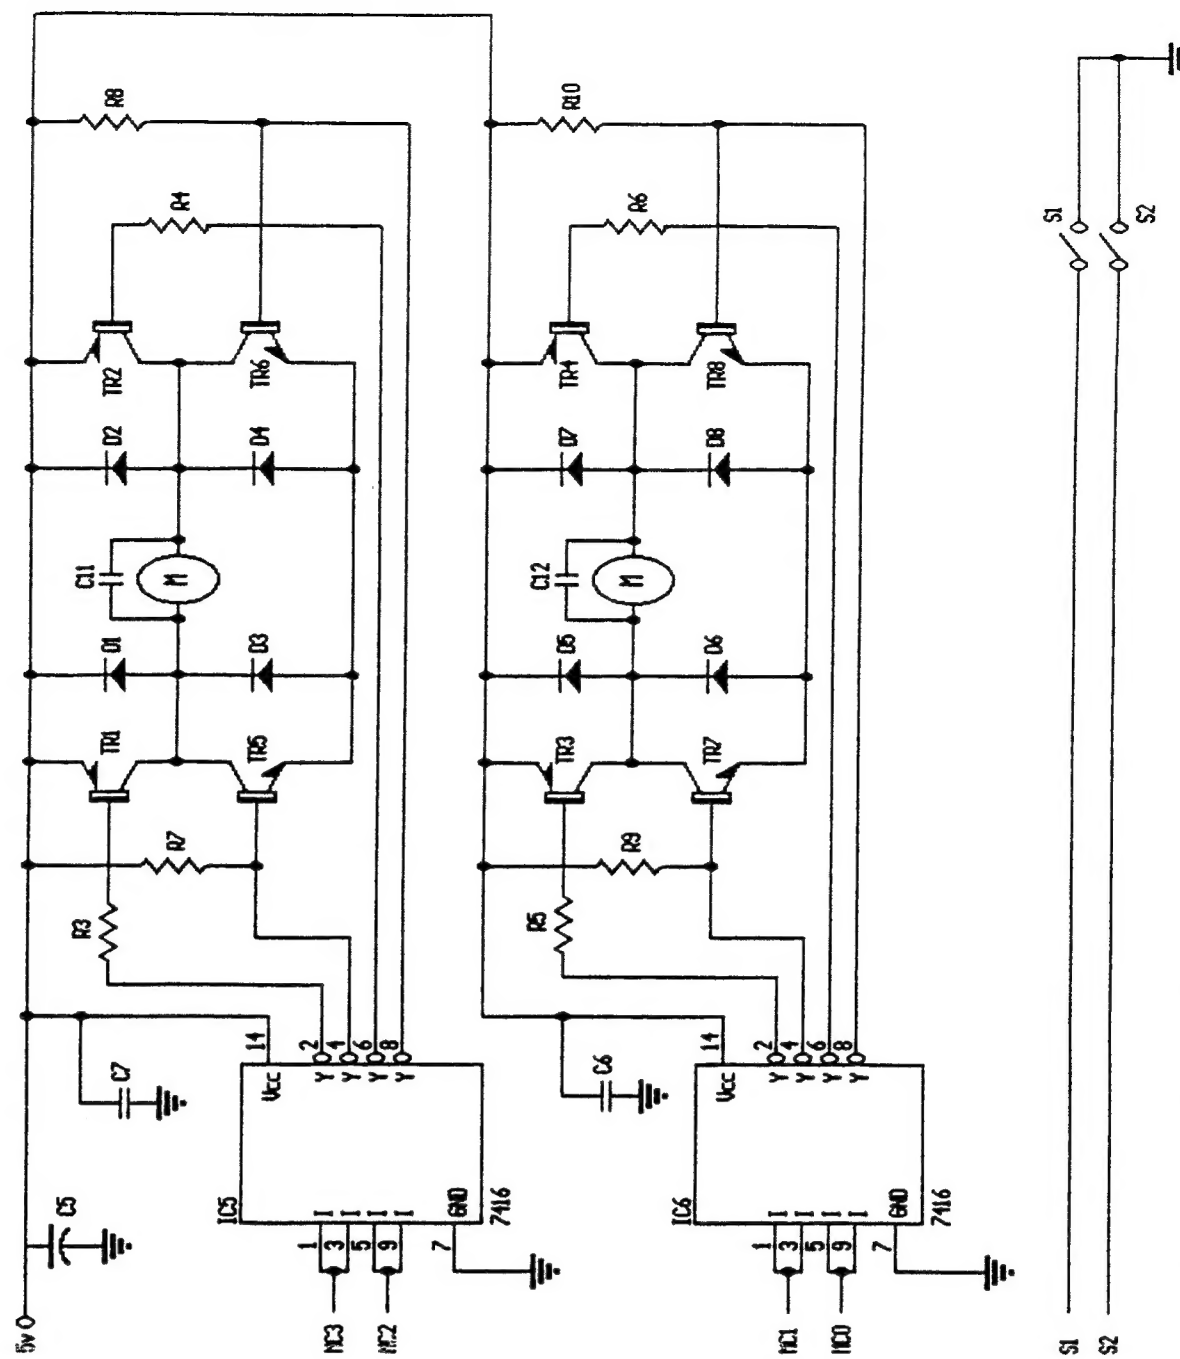 R8
R10
R4
R6
S1
S2
TR2
TR6
TR4
TR8
D2
D4
D7
D8
C11
M
C12
M
D1
D3
D5
D6
TR1
TR5
TR3
TR7
R7
R9
R3
R5
14
2
4
6
8
14
2
4
6
8
C7
Vcc
Y
Y
Y
Y
C6
Vcc
Y
Y
Y
Y
C5
IC5
I
I
I
I
GND
7416
IC6
I
I
I
I
GND
7416
1
3
5
9
7
1
3
5
9
7
5v
MC3
MC2
MC1
MC0
S1
S2